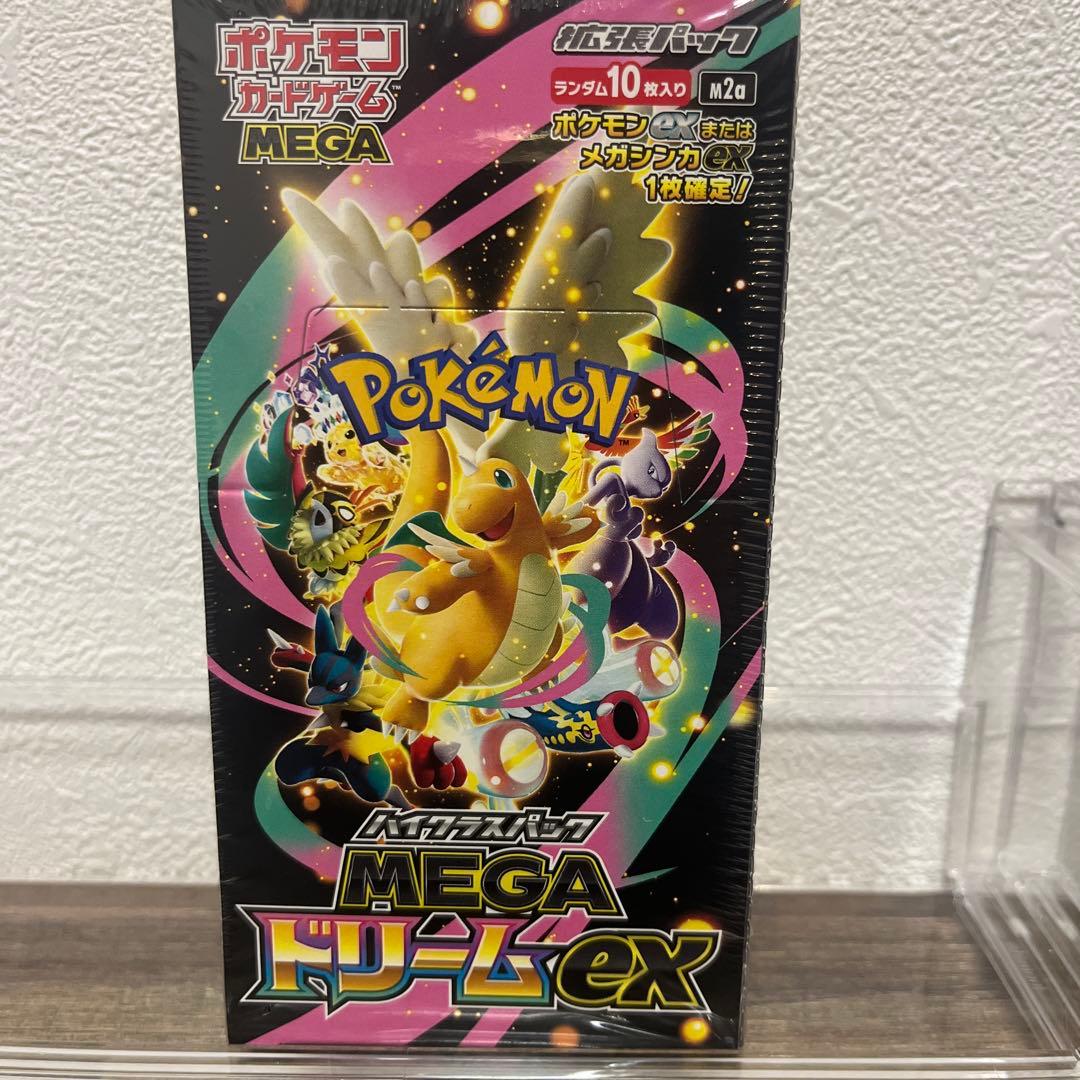 ポケモン
カードゲーム™
MEGA
拡張パック
ランダム10枚入り M2a
ポケモンexまたは
メガシンカex
1枚確定!
POKéMON™
ハイクラスパック
MEGA
ドリームex